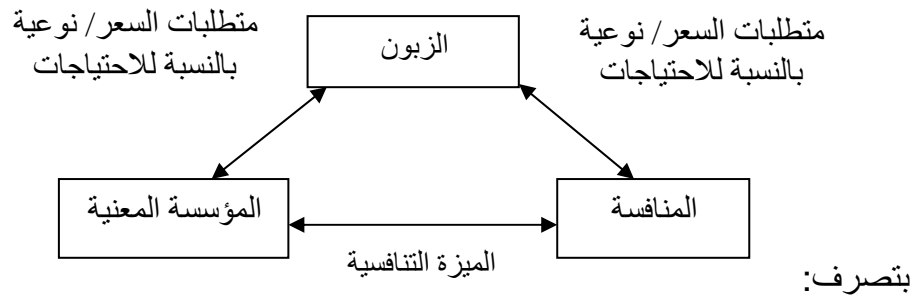 متطلبات السعر/ نوعية
بالنسبة للاحتياجات
الزبون
متطلبات السعر/ نوعية
بالنسبة للاحتياجات
المؤسسة المعنية
المنافسة
الميزة التنافسية
بتصرف: